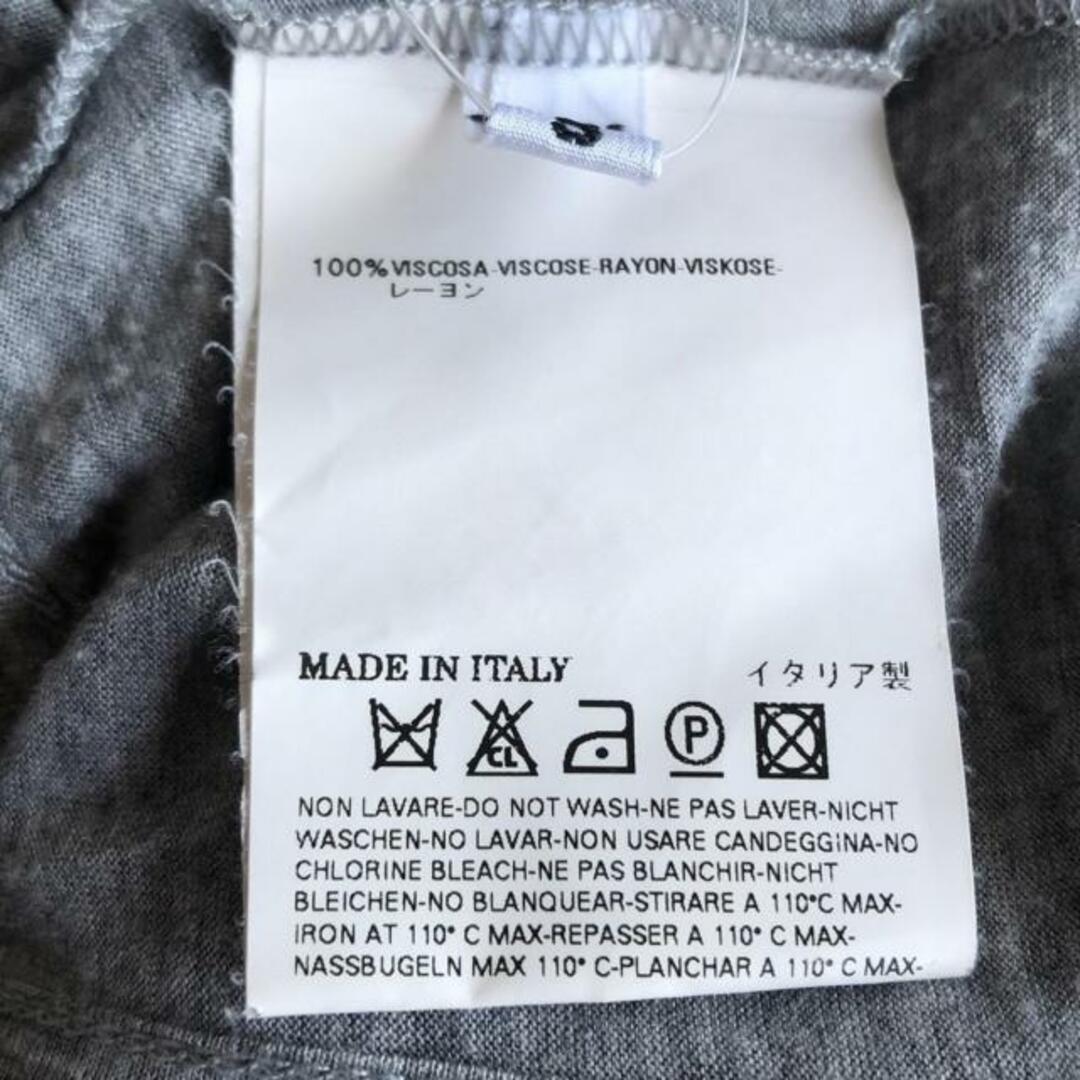 100% VISCOSA-VISCOSE-RAYON-VISKOSE-
レーヨン
MADE IN ITALY イタリア製
CL P
NON LAVARE-DO NOT WASH-NE PAS LAVER-NICHT
WASCHEN-NO LAVAR-NON USARE CANDEGGINA-NO
CHLORINE BLEACH-NE PAS BLANCHIR-NICHT
BLEICHEN-NO BLANQUEAR-STIRARE A 110°C MAX-
IRON AT 110° C MAX-REPASSER A 110° C MAX-
NASSBUGELN MAX 110° C-PLANCHAR A 110° C MAX-